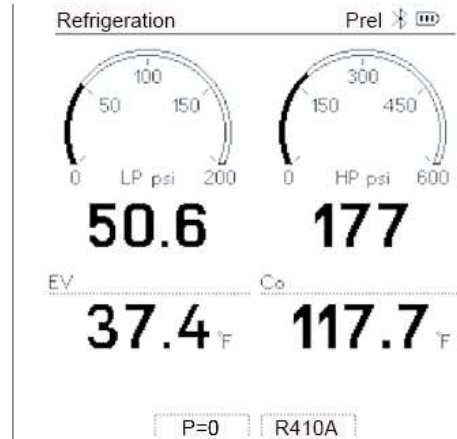 Refrigeration Prel
100 300
50 150 150 450
0 LP psi 200 0 HP psi 600
50.6 177
EV Co
37.4 °F 117.7 °F
P=0 R410A